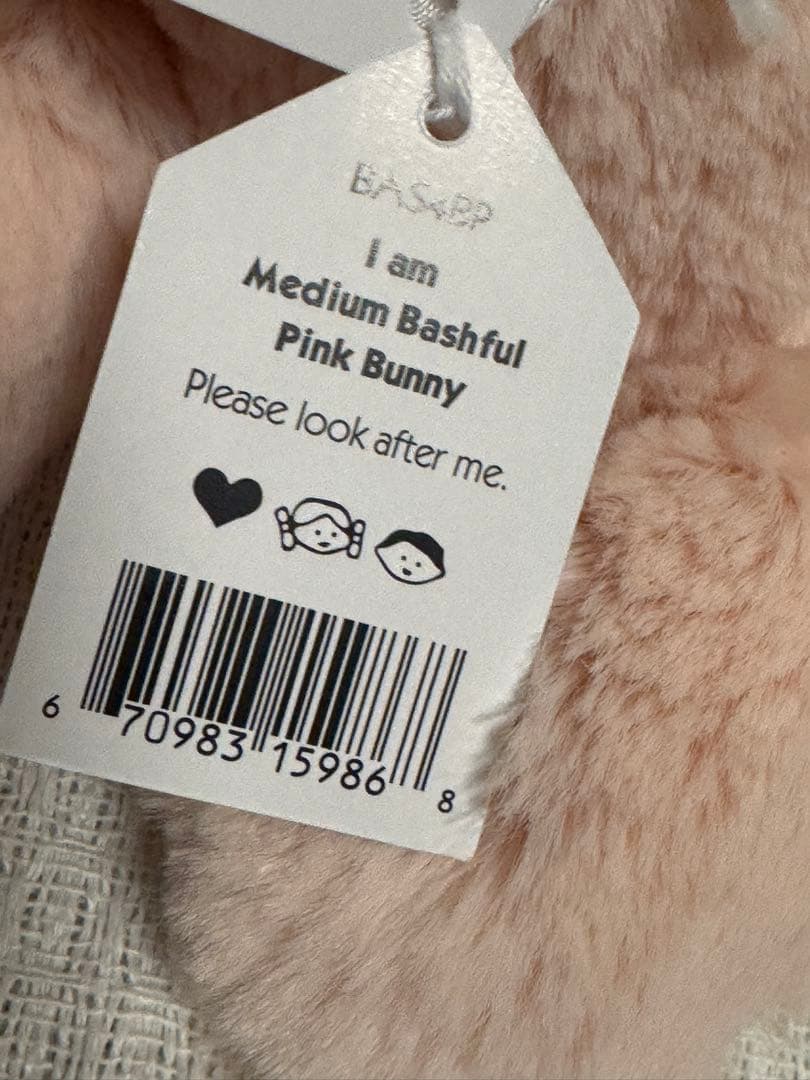 BAS4BP
I am
Medium Bashful
Pink Bunny
Please look after me.
6 70983 15986 8